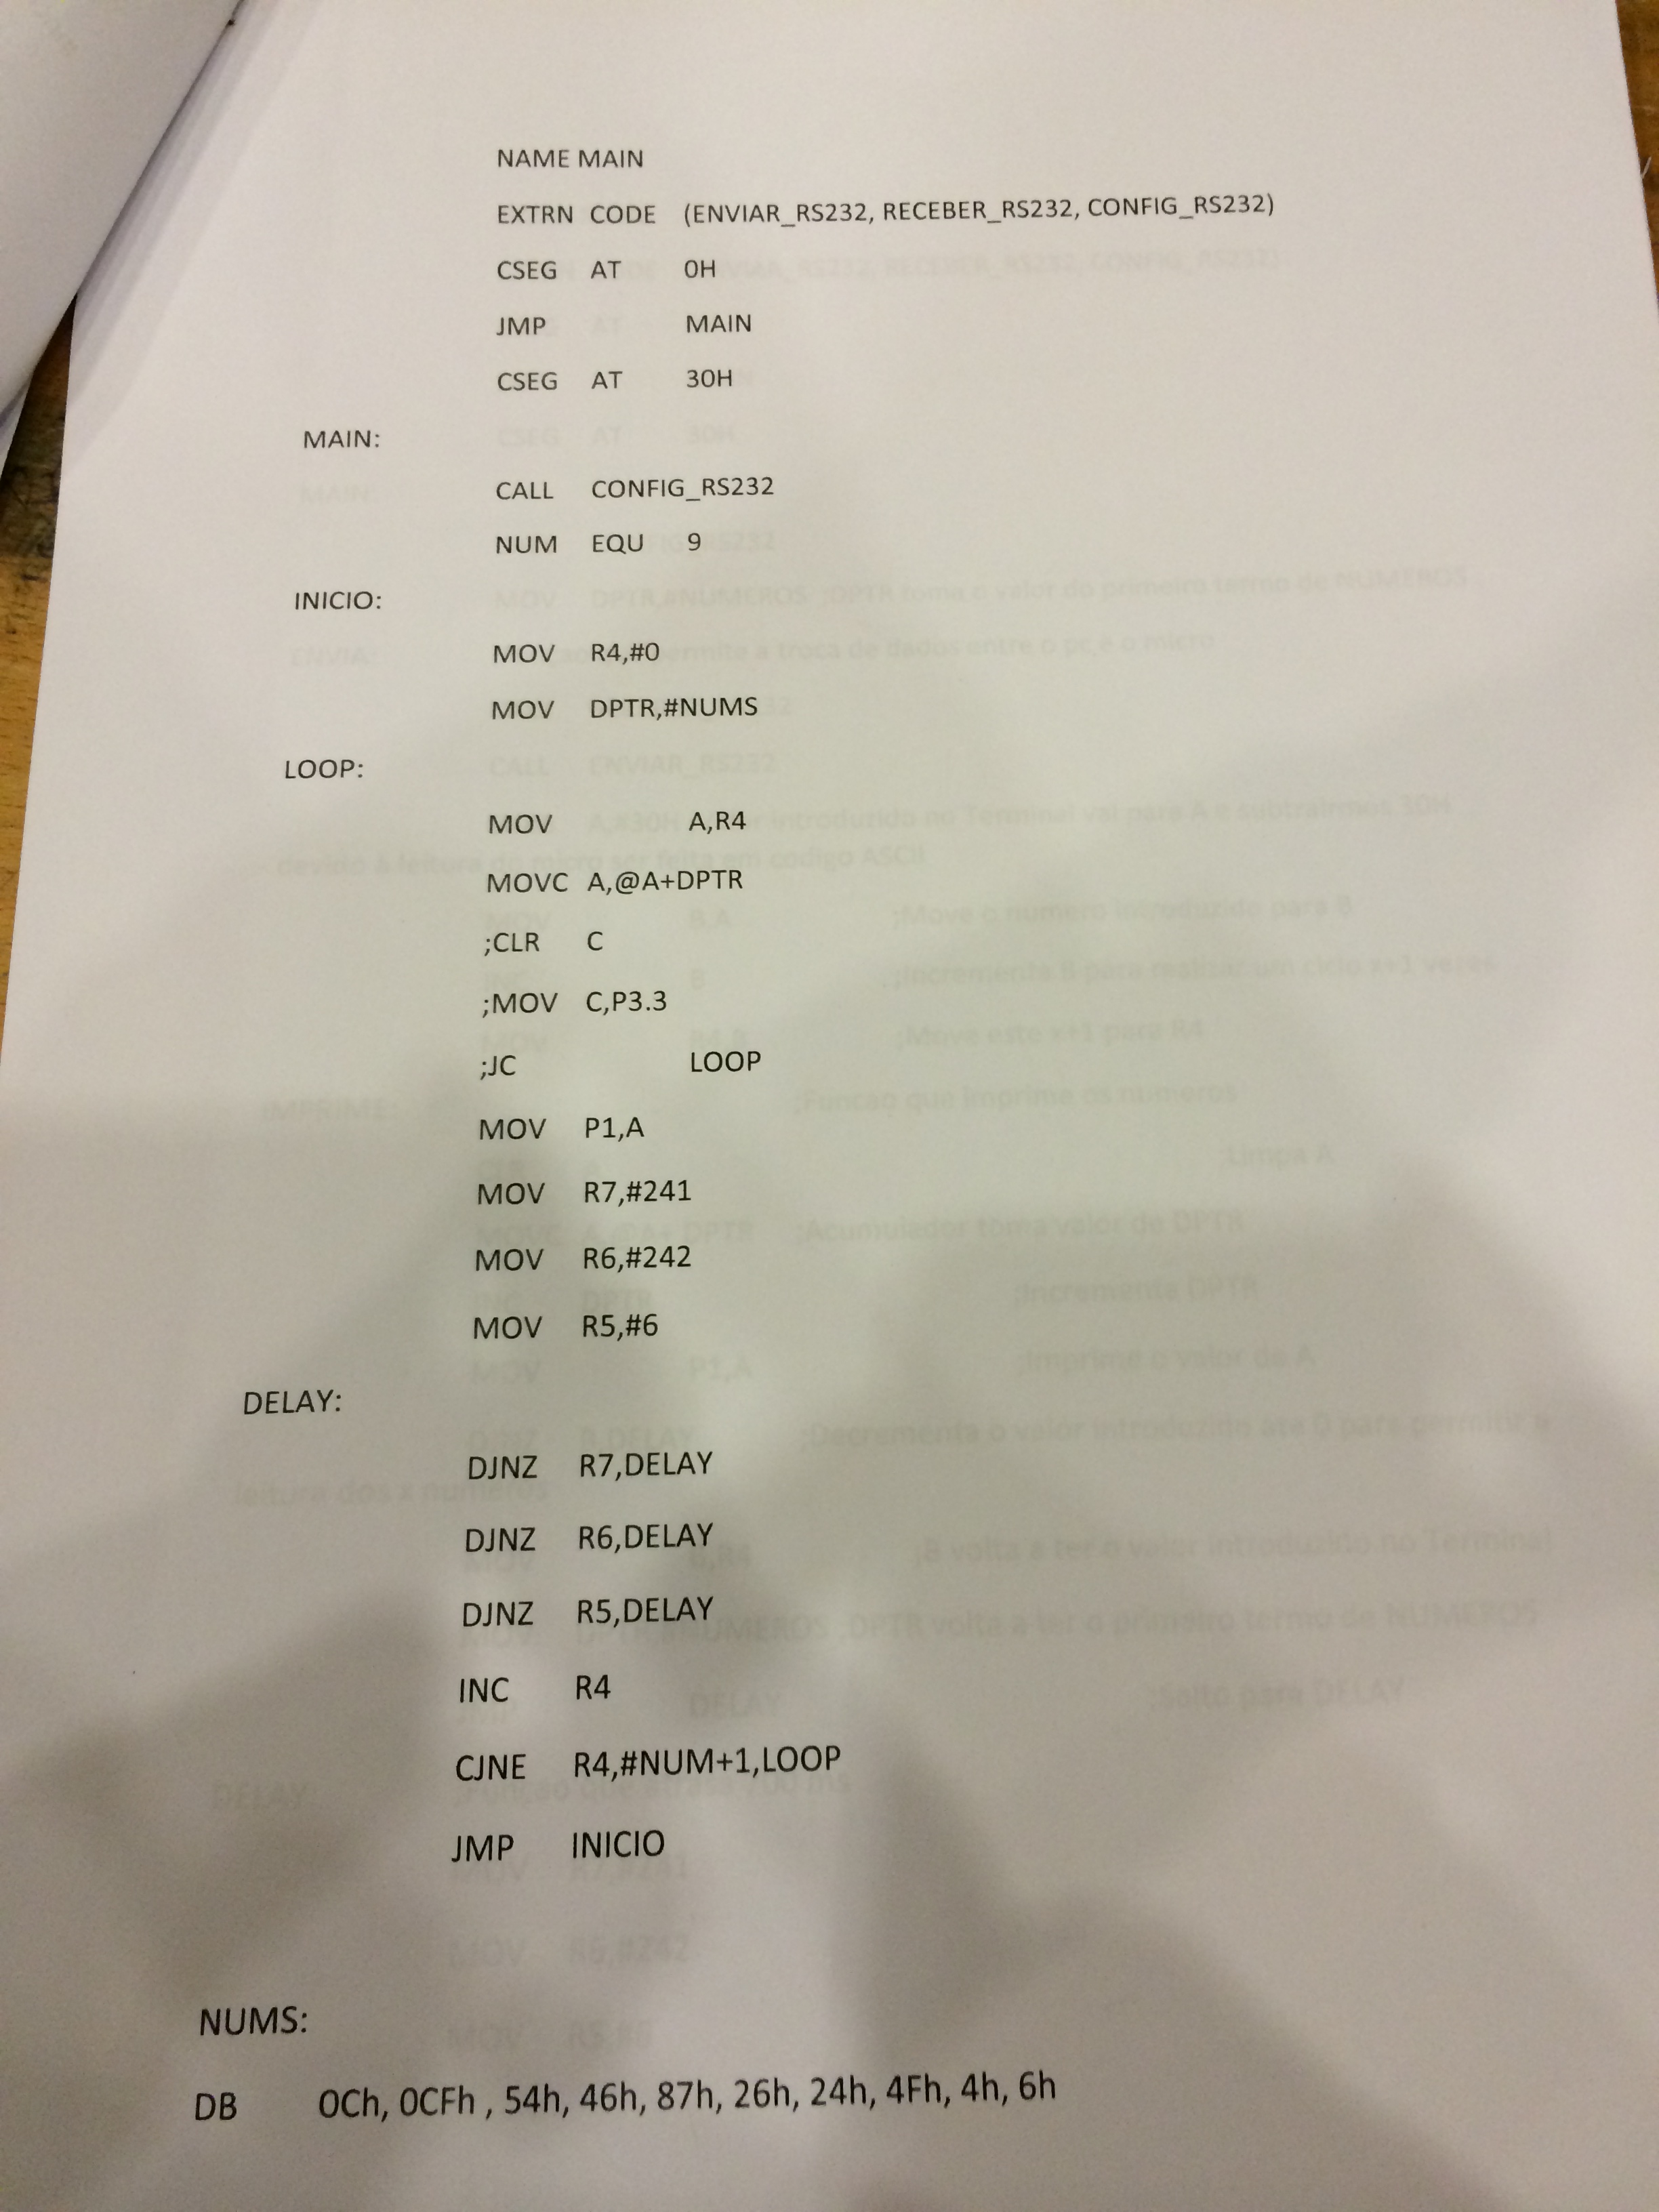 NAME MAIN
EXTRN CODE (ENVIAR_RS232, RECEBER_RS232, CONFIG_RS232)
CSEG AT 0H
JMP MAIN
CSEG AT 30H
MAIN:
CALL CONFIG_RS232
NUM EQU 9
INICIO:
MOV R4,#0
MOV DPTR,#NUMS
LOOP:
MOV A,R4
MOVC A,@A+DPTR
;CLR C
;MOV C,P3.3
;JC LOOP
MOV P1,A
MOV R7,#241
MOV R6,#242
MOV R5,#6
DELAY:
DJNZ R7,DELAY
DJNZ R6,DELAY
DJNZ R5,DELAY
INC R4
CJNE R4,#NUM+1,LOOP
JMP INICIO
NUMS:
DB 0Ch, 0CFh , 54h, 46h, 87h, 26h, 24h, 4Fh, 4h, 6h